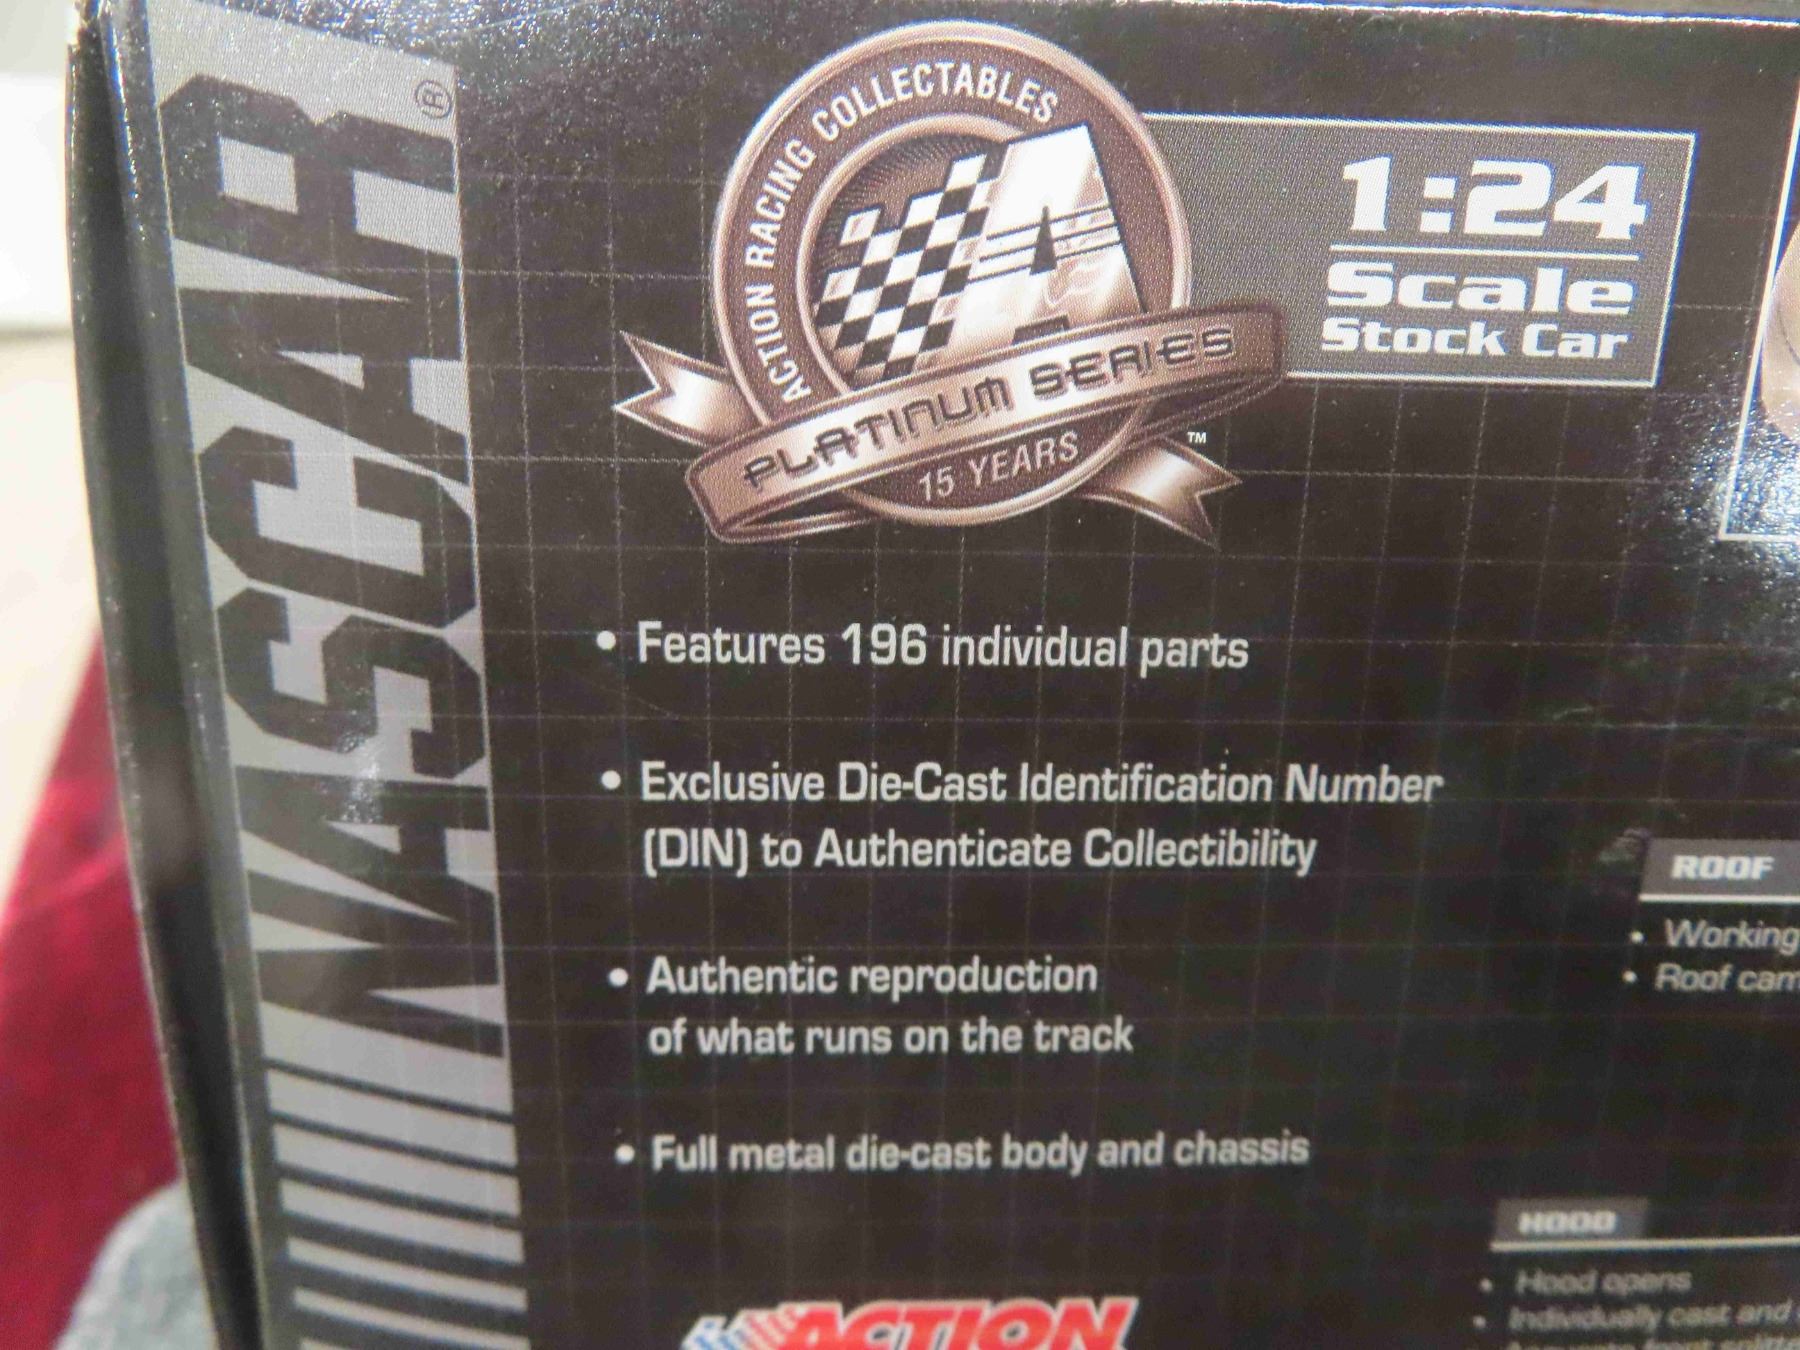 NASCAR®
ACTION RACING COLLECTABLES
A
PLATINUM SERIES
15 YEARS
™
1:24
Scale
Stock Car
• Features 196 individual parts
• Exclusive Die-Cast Identification Number
(DIN) to Authenticate Collectibility
• Authentic reproduction
of what runs on the track
• Full metal die-cast body and chassis
ROOF
• Working
• Roof cam
HOOD
• Hood opens
• Individually cast and
ACTION